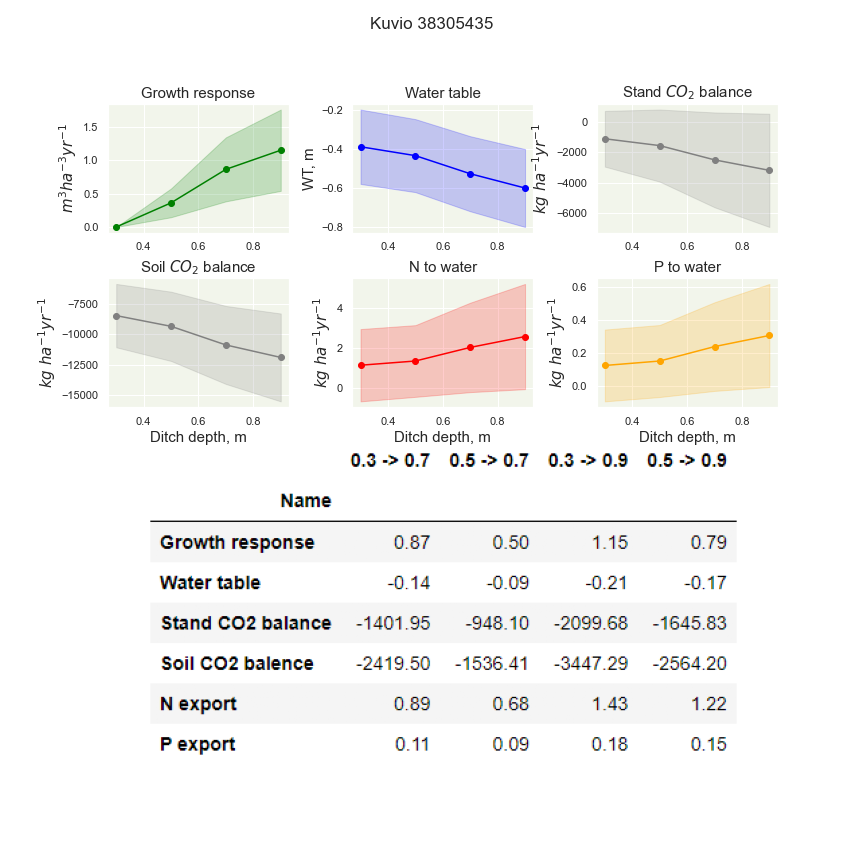 Kuvio 38305435
Growth response
Water table
Stand CO2 balance
m³ha⁻³yr⁻¹
1.5
1.0
0.5
0.0
0.4 0.6 0.8
WT, m
−0.2
−0.4
−0.6
−0.8
0.4 0.6 0.8
kg ha⁻¹yr⁻¹
0
−2000
−4000
−6000
0.4 0.6 0.8
Soil CO2 balance
N to water
P to water
kg ha⁻¹yr⁻¹
−7500
−10000
−12500
−15000
0.4 0.6 0.8
Ditch depth, m
kg ha⁻¹yr⁻¹
4
2
0
0.4 0.6 0.8
Ditch depth, m
kg ha⁻¹yr⁻¹
0.6
0.4
0.2
0.0
0.4 0.6 0.8
Ditch depth, m
0.3 -> 0.7 0.5 -> 0.7 0.3 -> 0.9 0.5 -> 0.9
Name
Growth response 0.87 0.50 1.15 0.79
Water table -0.14 -0.09 -0.21 -0.17
Stand CO2 balance -1401.95 -948.10 -2099.68 -1645.83
Soil CO2 balence -2419.50 -1536.41 -3447.29 -2564.20
N export 0.89 0.68 1.43 1.22
P export 0.11 0.09 0.18 0.15